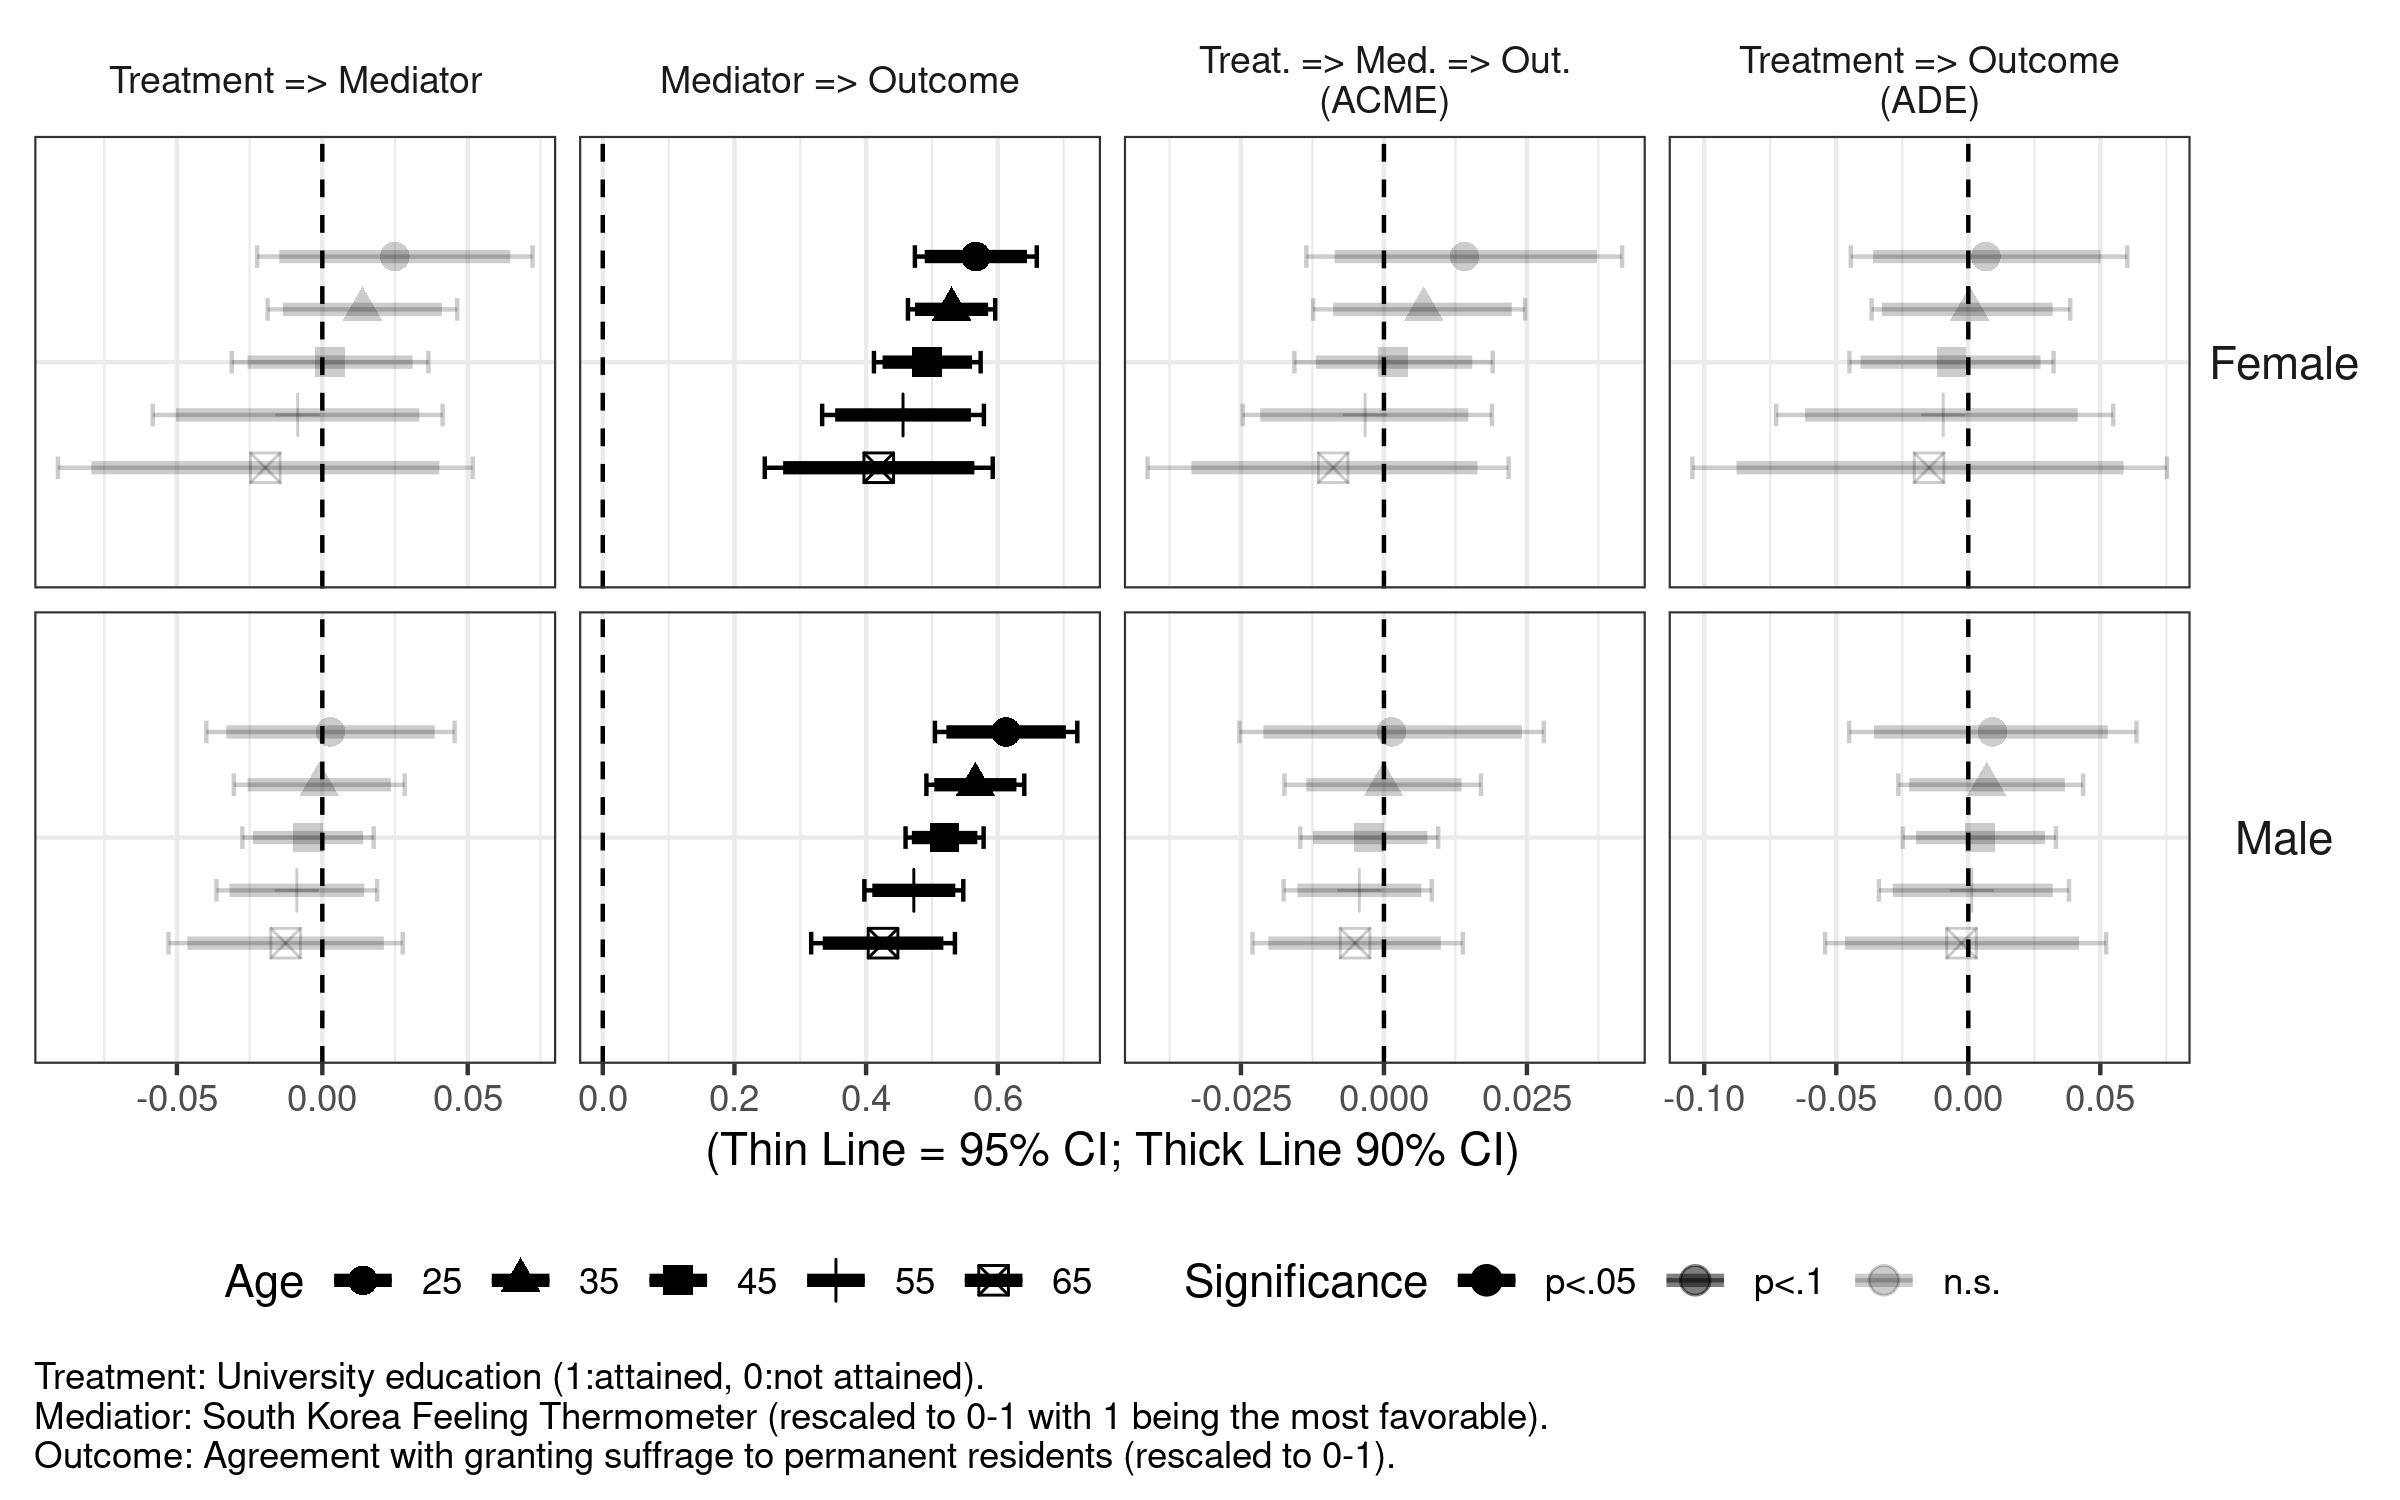 Treatment => Mediator
Mediator => Outcome
Treat. => Med. => Out.
(ACME)
Treatment => Outcome
(ADE)
Female
Male
-0.05 0.00 0.05
0.0 0.2 0.4 0.6
-0.025 0.000 0.025
-0.10 -0.05 0.00 0.05
(Thin Line = 95% CI; Thick Line 90% CI)
Age 25 35 45 55 65
Significance p<.05 p<.1 n.s.
Treatment: University education (1:attained, 0:not attained).
Mediatior: South Korea Feeling Thermometer (rescaled to 0-1 with 1 being the most favorable).
Outcome: Agreement with granting suffrage to permanent residents (rescaled to 0-1).